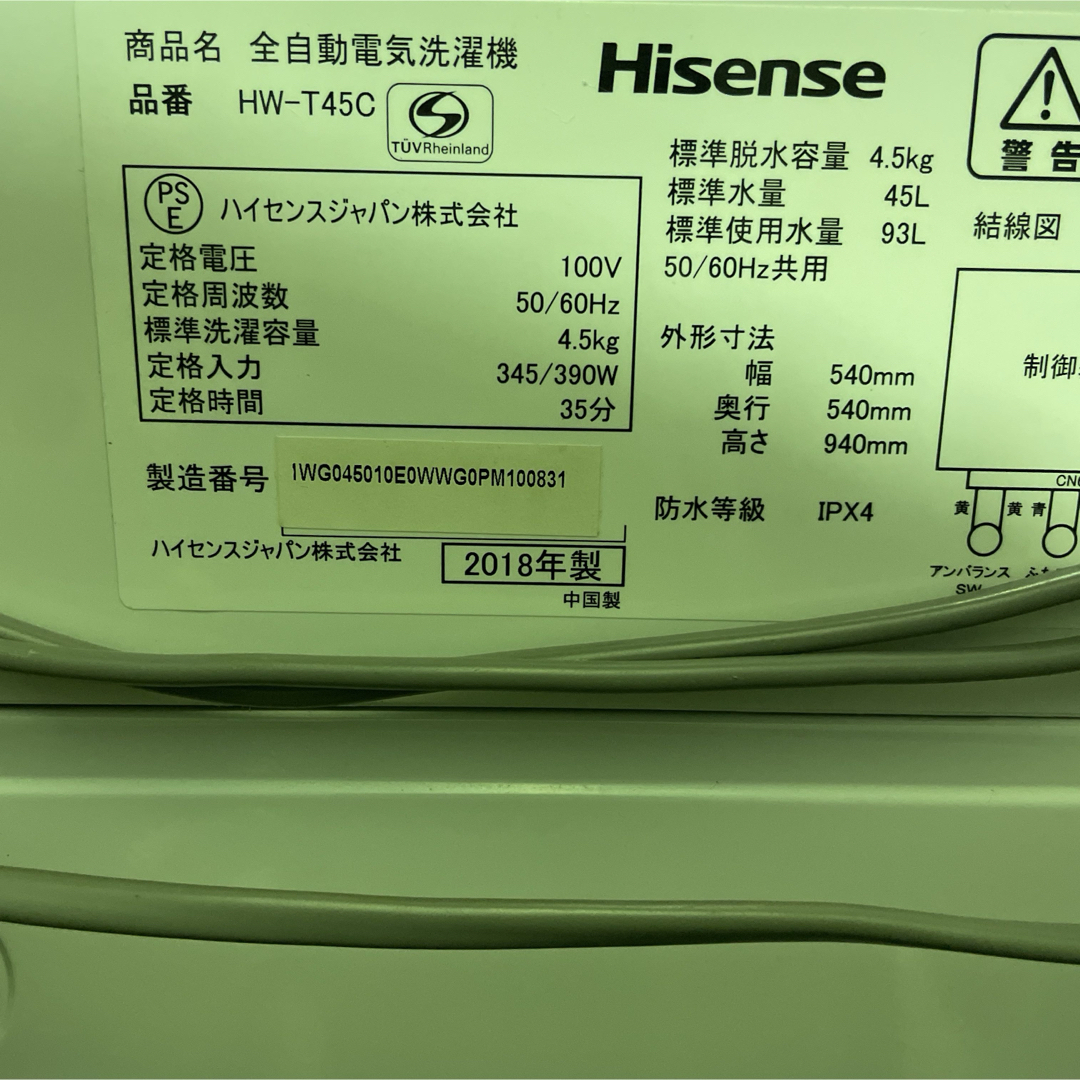 商品名 全自動電気洗濯機
品番 HW-T45C
TÜVRheinland
Hisense
警告
PS
E
ハイセンスジャパン株式会社
定格電圧 100V
定格周波数 50/60Hz
標準洗濯容量 4.5kg
定格入力 345/390W
定格時間 35分
製造番号 1WG045010E0WWG0PM100831
ハイセンスジャパン株式会社
2018年製
中国製
標準脱水容量 4.5kg
標準水量 45L
標準使用水量 93L
50/60Hz共用
外形寸法
幅 540mm
奥行 540mm
高さ 940mm
防水等級 IPX4
結線図
制御
黄 黄 青
アンバランス
SW